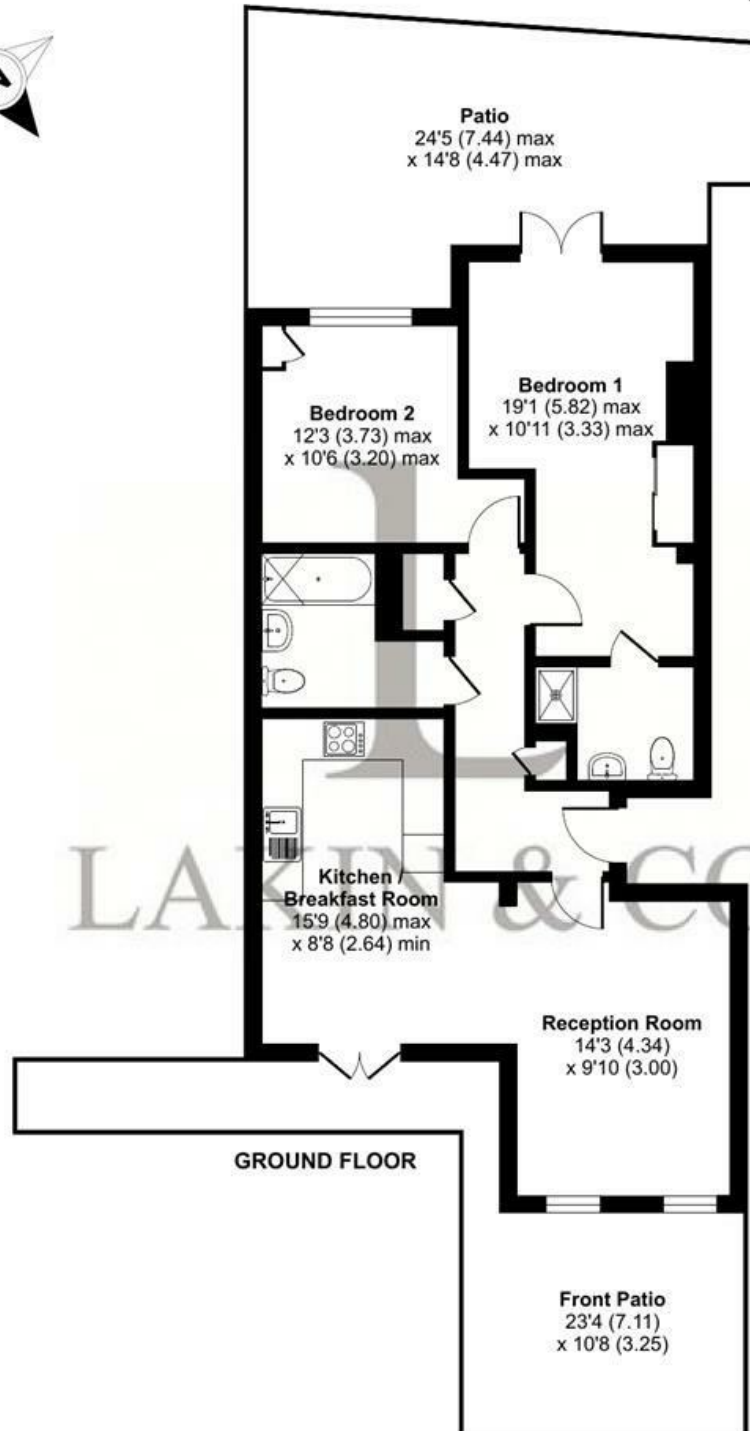 Patio
24'5 (7.44) max
x 14'8 (4.47) max
Bedroom 1
19'1 (5.82) max
x 10'11 (3.33) max
Bedroom 2
12'3 (3.73) max
x 10'6 (3.20) max
LAKIN & CO
Kitchen /
Breakfast Room
15'9 (4.80) max
x 8'8 (2.64) min
Reception Room
14'3 (4.34)
x 9'10 (3.00)
GROUND FLOOR
Front Patio
23'4 (7.11)
x 10'8 (3.25)